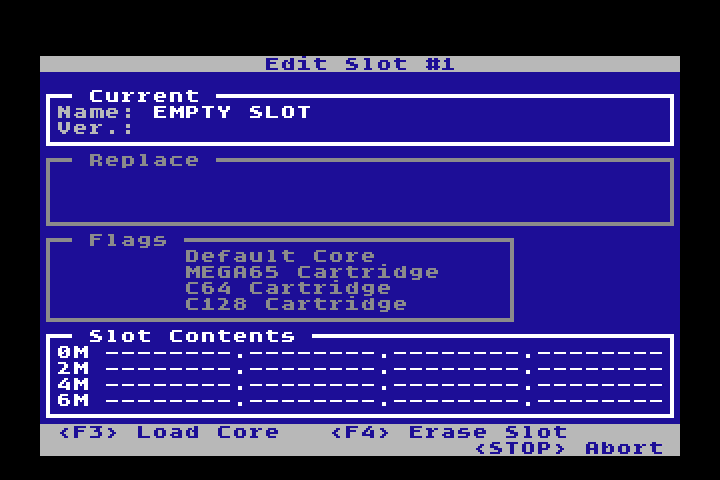 Edit Slot #1
Current
Name: EMPTY SLOT
Ver.:
Replace
Flags
Default Core
MEGA65 Cartridge
C64 Cartridge
C128 Cartridge
Slot Contents
0M --------.--------.--------.--------
2M --------.--------.--------.--------
4M --------.--------.--------.--------
6M --------.--------.--------.--------
<F3> Load Core <F4> Erase Slot
<STOP> Abort